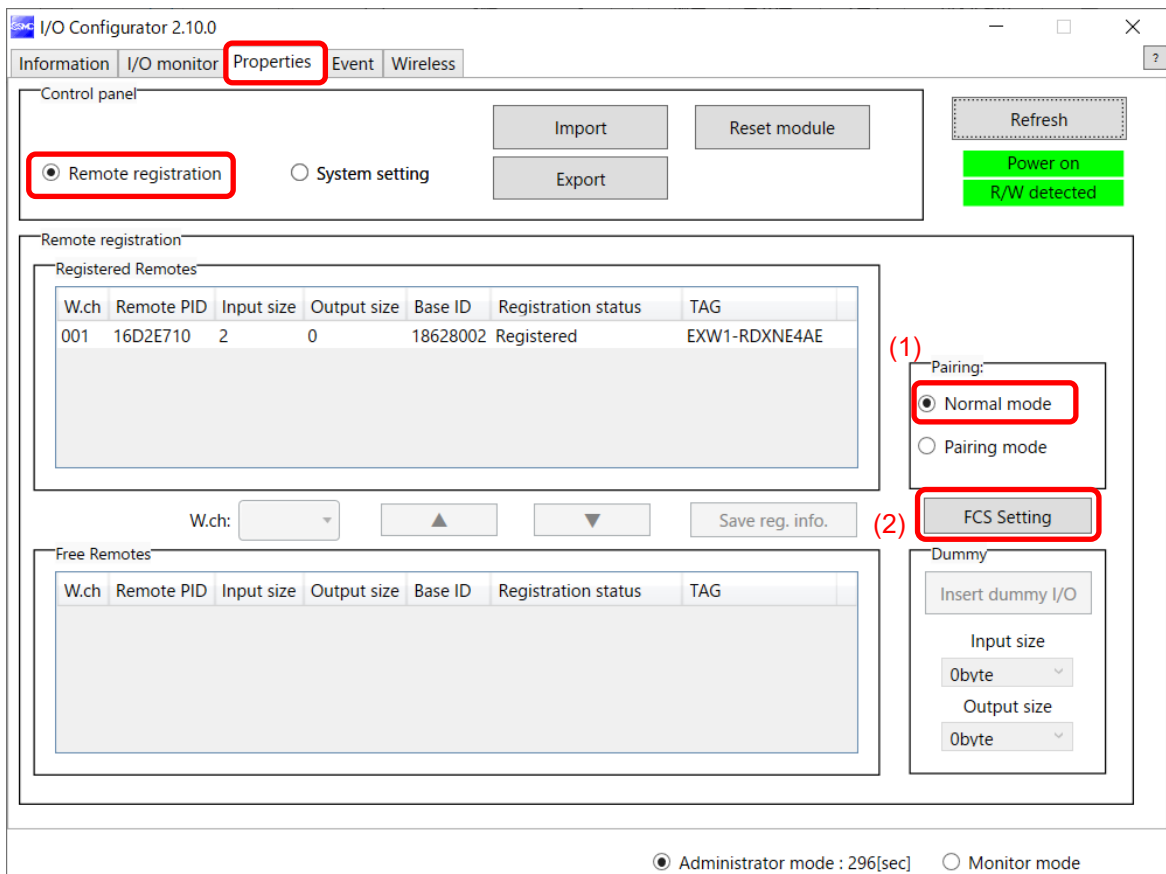 SMC I/O Configurator 2.10.0
Information I/O monitor Properties Event Wireless ?
Control panel
Import Reset module Refresh
Remote registration System setting Export Power on
R/W detected
Remote registration
Registered Remotes
W.ch Remote PID Input size Output size Base ID Registration status TAG
001 16D2E710 2 0 18628002 Registered EXW1-RDXNE4AE
(1)
Pairing:
Normal mode
Pairing mode
W.ch: ▲ ▼ Save reg. info. (2) FCS Setting
Free Remotes Dummy
W.ch Remote PID Input size Output size Base ID Registration status TAG Insert dummy I/O
Input size
0byte
Output size
0byte
Administrator mode : 296[sec] Monitor mode